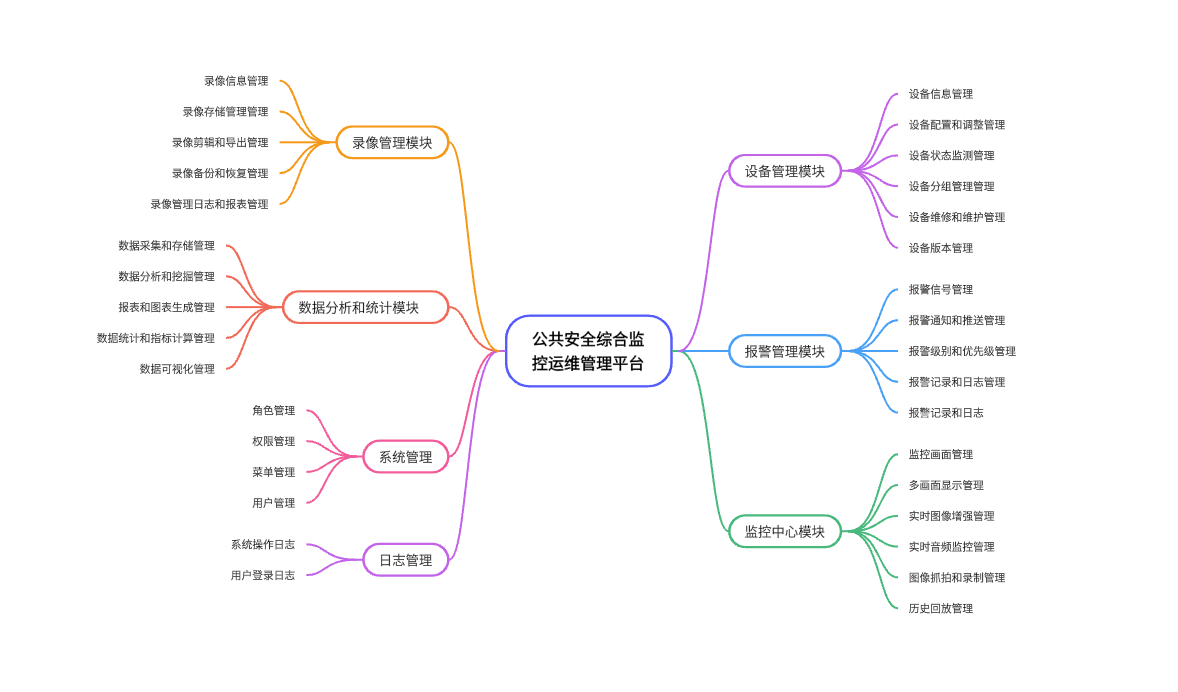 公共安全综合监
控运维管理平台
设备管理模块
设备信息管理
设备配置和调整管理
设备状态监测管理
设备分组管理管理
设备维修和维护管理
设备版本管理
报警管理模块
报警信号管理
报警通知和推送管理
报警级别和优先级管理
报警记录和日志管理
报警记录和日志
监控中心模块
监控画面管理
多画面显示管理
实时图像增强管理
实时音频监控管理
图像抓拍和录制管理
历史回放管理
录像管理模块
录像信息管理
录像存储管理管理
录像剪辑和导出管理
录像备份和恢复管理
录像管理日志和报表管理
数据分析和统计模块
数据采集和存储管理
数据分析和挖掘管理
报表和图表生成管理
数据统计和指标计算管理
数据可视化管理
系统管理
角色管理
权限管理
菜单管理
用户管理
日志管理
系统操作日志
用户登录日志